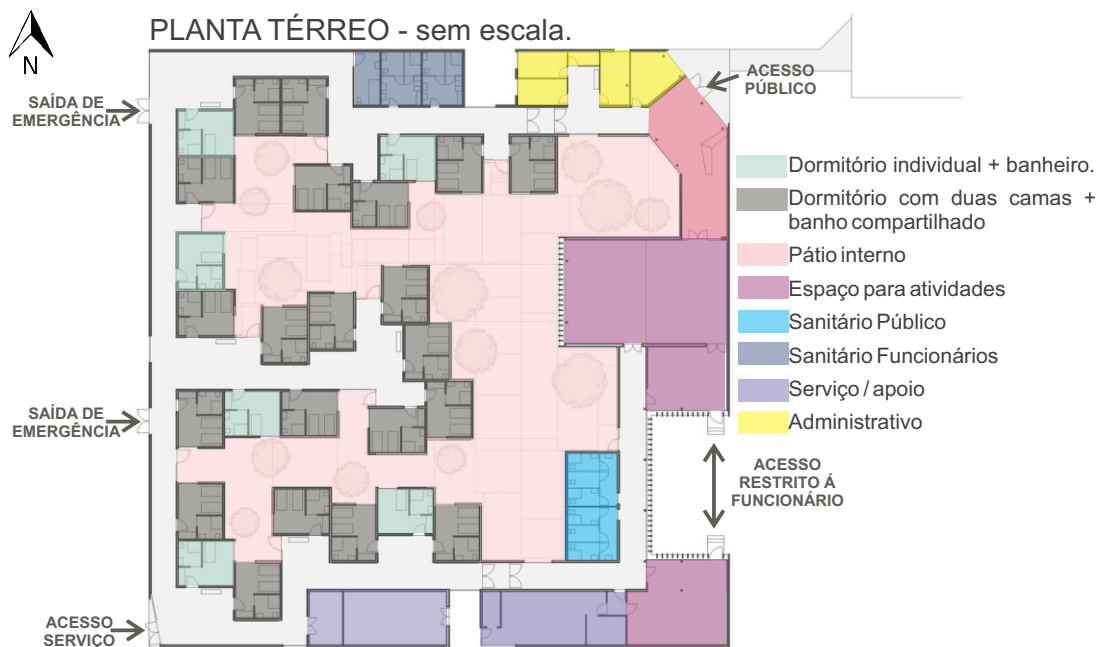 PLANTA TÉRREO - sem escala.
N
SAÍDA DE
EMERGÊNCIA
ACESSO
PÚBLICO
Dormitório individual + banheiro.
Dormitório com duas camas +
banho compartilhado
Pátio interno
Espaço para atividades
Sanitário Público
Sanitário Funcionários
Serviço / apoio
Administrativo
SAÍDA DE
EMERGÊNCIA
ACESSO
RESTRITO Á
FUNCIONÁRIO
ACESSO
SERVIÇO